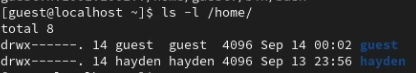 [guest@localhost ~]$ ls -l /home/
total 8
drwx------. 14 guest  guest  4096 Sep 14 00:02 guest
drwx------. 14 hayden hayden 4096 Sep 13 23:56 hayden